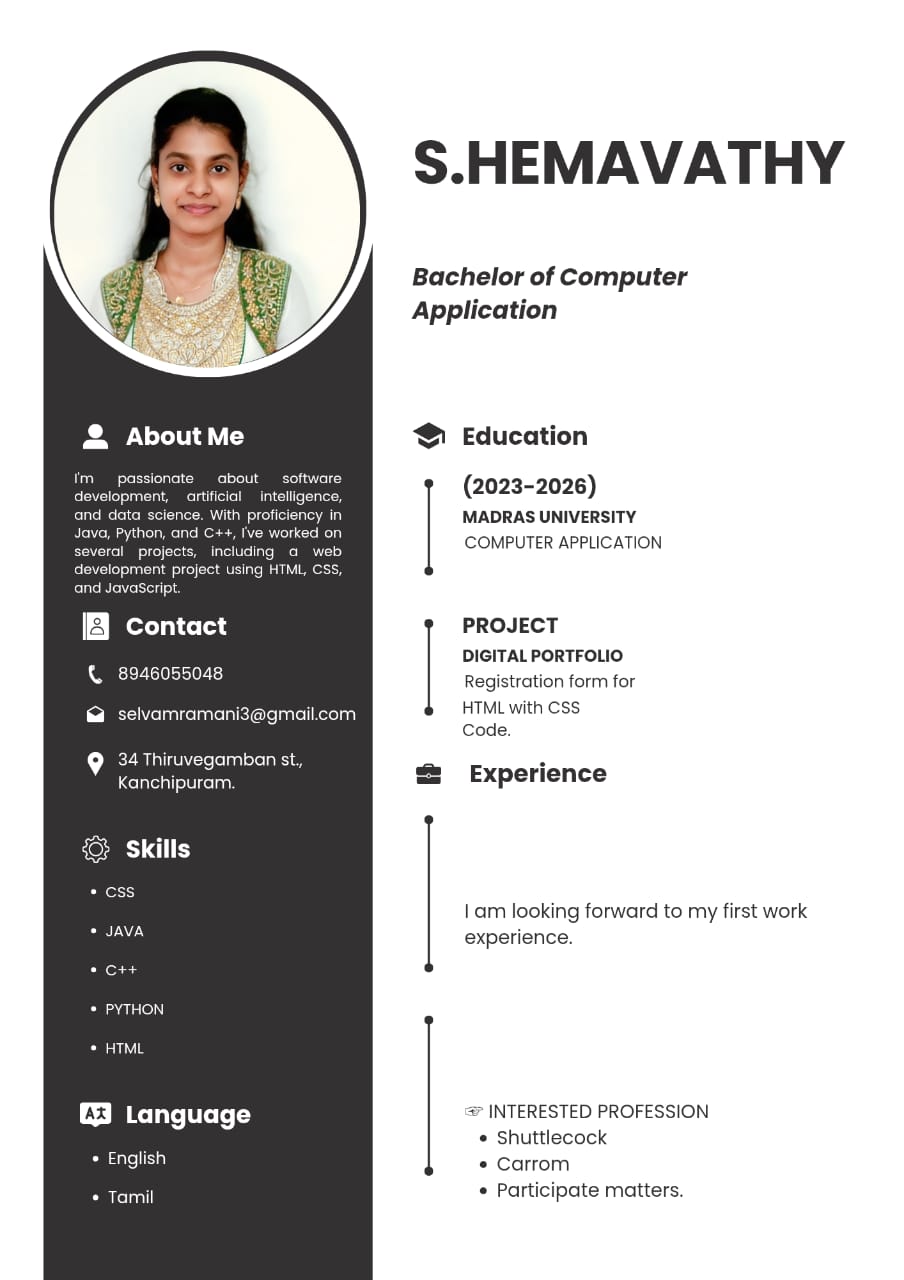 S.HEMAVATHY
Bachelor of Computer
Application
About Me
I'm passionate about software
development, artificial intelligence,
and data science. With proficiency in
Java, Python, and C++, I've worked on
several projects, including a web
development project using HTML, CSS,
and JavaScript.
Contact
8946055048
selvamramani3@gmail.com
34 Thiruvegamban st.,
Kanchipuram.
Skills
• CSS
• JAVA
• C++
• PYTHON
• HTML
Language
• English
• Tamil
Education
(2023-2026)
MADRAS UNIVERSITY
COMPUTER APPLICATION
PROJECT
DIGITAL PORTFOLIO
Registration form for
HTML with CSS
Code.
Experience
I am looking forward to my first work
experience.
☞ INTERESTED PROFESSION
• Shuttlecock
• Carrom
• Participate matters.